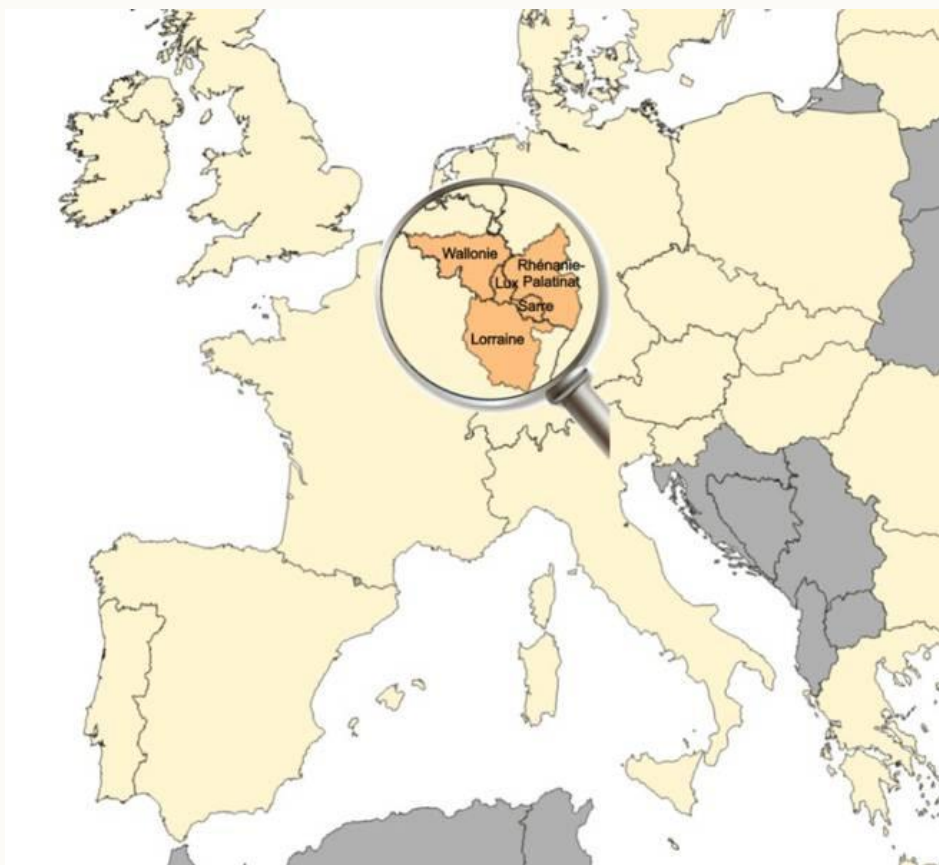 Wallonie
Rhénanie-
Lux Palatinat
Sarre
Lorraine